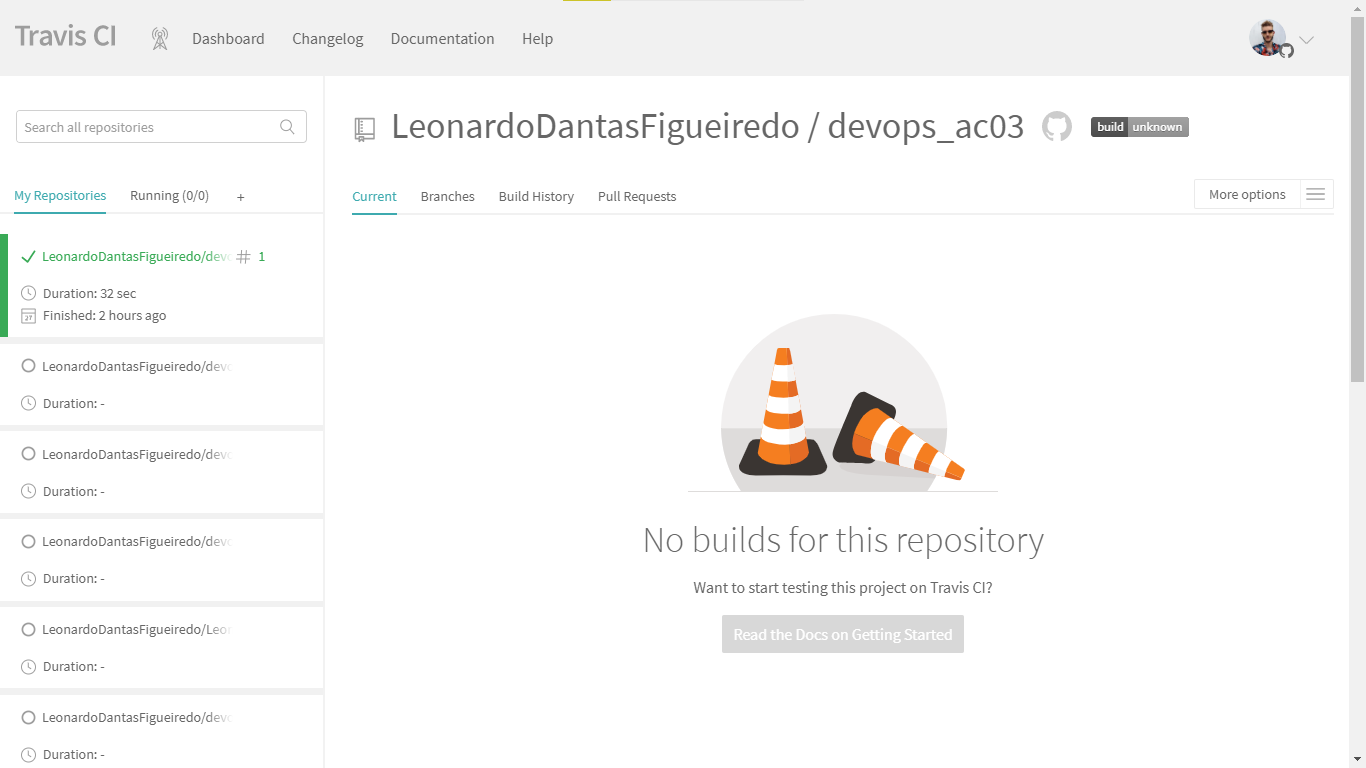 Travis CI
Dashboard
Changelog
Documentation
Help
Search all repositories
My Repositories
Running (0/0)
+
LeonardoDantasFigueiredo/dev
# 1
Duration: 32 sec
27
Finished: 2 hours ago
LeonardoDantasFigueiredo/dev
Duration: -
LeonardoDantasFigueiredo/dev
Duration: -
LeonardoDantasFigueiredo/dev
Duration: -
LeonardoDantasFigueiredo/Leo
Duration: -
LeonardoDantasFigueiredo/dev
Duration: -
LeonardoDantasFigueiredo / devops_ac03
build unknown
Current
Branches
Build History
Pull Requests
More options
No builds for this repository
Want to start testing this project on Travis CI?
Read the Docs on Getting Started